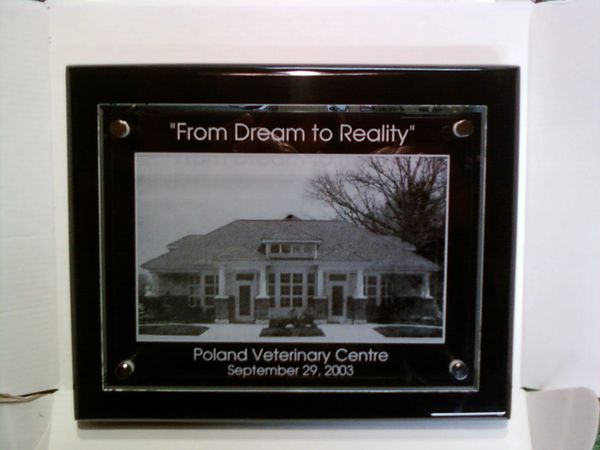 "From Dream to Reality"
Poland Veterinary Centre
September 29, 2003